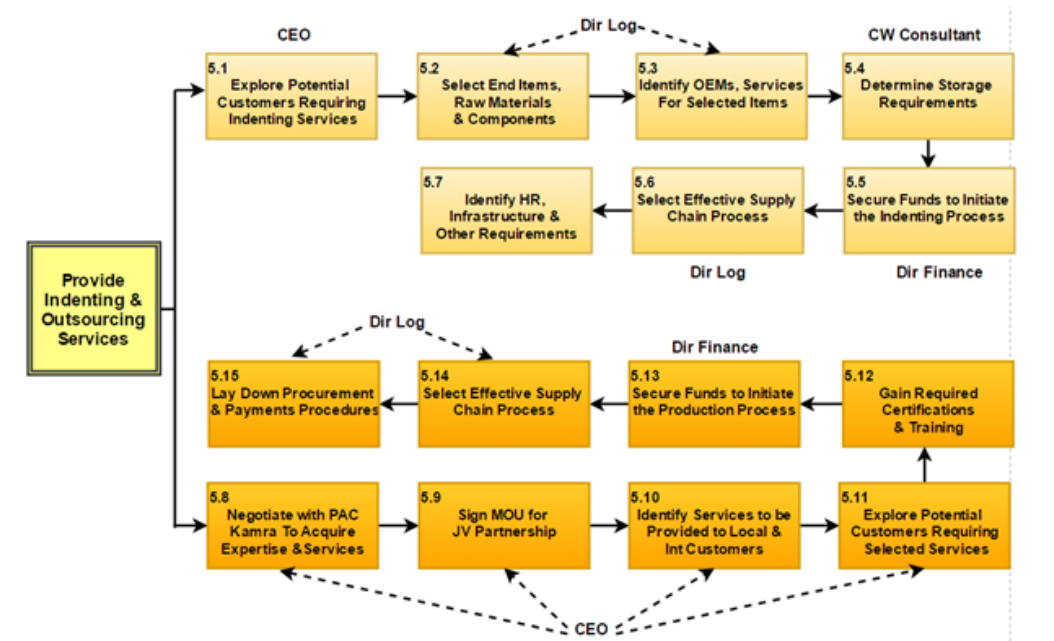 CEO
Dir Log
CW Consultant
5.1
Explore Potential
Customers Requiring
Indenting Services
5.2
Select End Items,
Raw Materials
& Components
5.3
Identify OEMs, Services
For Selected Items
5.4
Determine Storage
Requirements
5.7
Identify HR,
Infrastructure &
Other Requirements
5.6
Select Effective Supply
Chain Process
5.5
Secure Funds to Initiate
the Indenting Process
Dir Log
Dir Finance
Provide
Indenting &
Outsourcing
Services
Dir Log
Dir Finance
5.15
Lay Down Procurement
& Payments Procedures
5.14
Select Effective Supply
Chain Process
5.13
Secure Funds to Initiate
the Production Process
5.12
Gain Required
Certifications
& Training
5.8
Negotiate with PAC
Kamra To Acquire
Expertise & Services
5.9
Sign MOU for
JV Partnership
5.10
Identify Services to be
Provided to Local &
Int Customers
5.11
Explore Potential
Customers Requiring
Selected Services
CEO